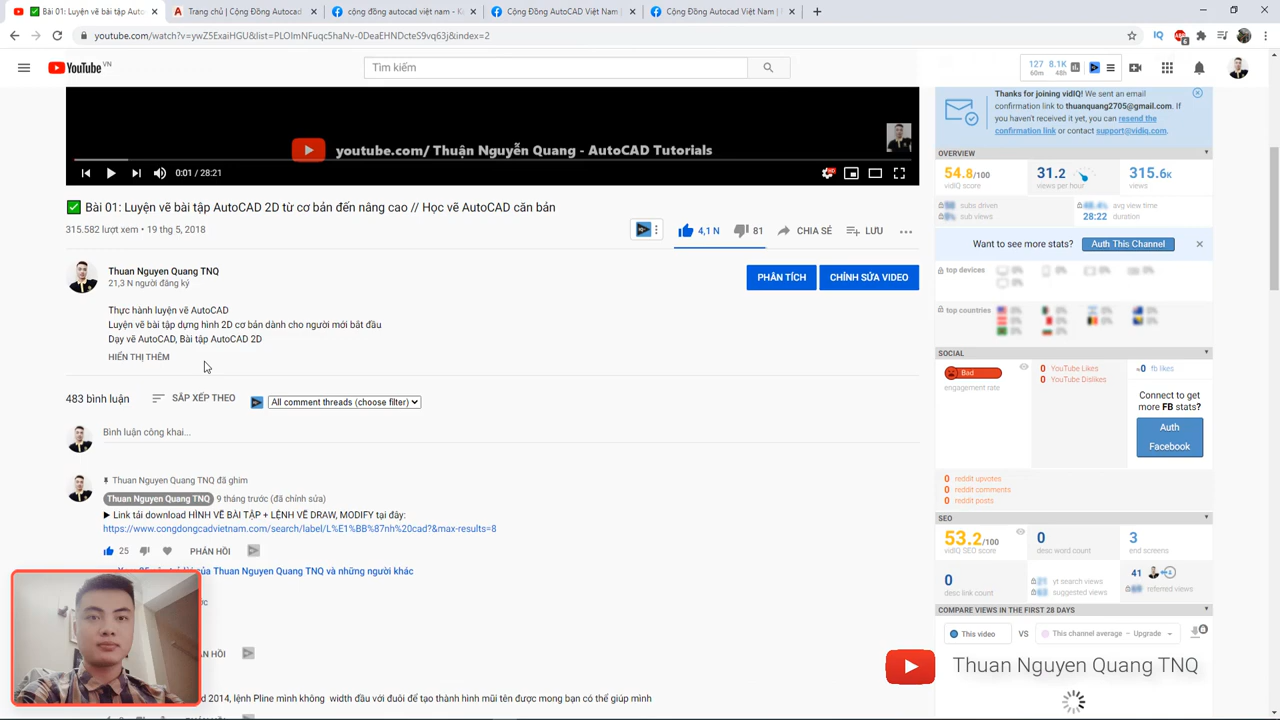 ✅ Bài 01: Luyện vẽ bài tập Auto
Trang chủ | Cộng Đồng Autocad
cộng đồng autocad việt nam - K
Cộng Đồng AutoCAD Việt Nam |
Cộng Đồng Autocad Việt Nam | M
youtube.com/watch?v=ywZ5ExaiHGU&list=PLOImNFuqc5haNv-0DeaEHNDcteS9vq63j&index=2
IQ
6
YouTube VN
Tìm kiếm
127 8.1K
60m 48h
Thanks for joining vidIQ! We sent an email
confirmation link to thuanquang2705@gmail.com. If
you haven't received it yet, you can resend the
confirmation link or contact support@vidiq.com.
youtube.com/ Thuận Nguyễn Quang - AutoCAD Tutorials
0:01 / 28:21
HD
✅ Bài 01: Luyện vẽ bài tập AutoCAD 2D từ cơ bản đến nâng cao // Học vẽ AutoCAD căn bản
315.582 lượt xem • 19 thg 5, 2018
4,1 N
81
CHIA SẺ
LƯU
Thuan Nguyen Quang TNQ
21,3 N người đăng ký
PHÂN TÍCH
CHỈNH SỬA VIDEO
Thực hành luyện vẽ AutoCAD
Luyện vẽ bài tập dựng hình 2D cơ bản dành cho người mới bắt đầu
Dạy vẽ AutoCAD, Bài tập AutoCAD 2D
HIỂN THỊ THÊM
483 bình luận
SẮP XẾP THEO
All comment threads (choose filter)
Bình luận công khai...
Thuan Nguyen Quang TNQ đã ghim
Thuan Nguyen Quang TNQ 9 tháng trước (đã chỉnh sửa)
► Link tải download HÌNH VẼ BÀI TẬP + LỆNH VẼ DRAW, MODIFY tại đây:
https://www.congdongcadvietnam.com/search/label/L%E1%BB%87nh%20cad?&max-results=8
25
PHẢN HỒI
của Thuan Nguyen Quang TNQ và những người khác
HỒI
2014, lệnh Pline mình không width đầu với đuôi để tạo thành hình mũi tên được mong bạn có thể giúp mình
OVERVIEW
54.8/100
vidIQ score
31.2
views per hour
315.6K
views
subs driven
sub views
avg view time
28:22
duration
Want to see more stats?
Auth This Channel
top devices
top countries
SOCIAL
Bad
engagement rate
0 YouTube Likes
0 YouTube Dislikes
0 fb likes
Connect to get
more FB stats?
Auth
Facebook
0 reddit upvotes
0 reddit comments
0 reddit posts
SEO
53.2/100
vidIQ SEO score
0
desc word count
3
end screens
0
desc link count
yt search views
suggested views
41
referred views
COMPARE VIEWS IN THE FIRST 28 DAYS
This video
VS
This channel average – Upgrade
Thuan Nguyen Quang TNQ